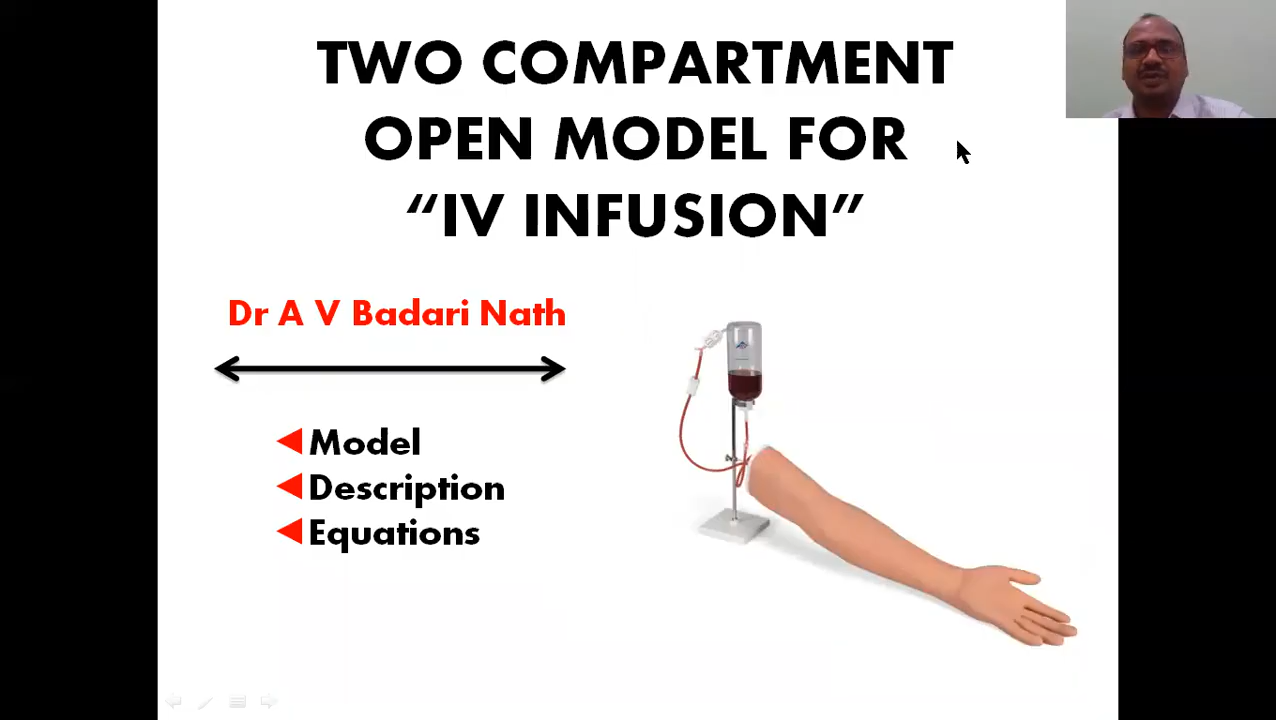 TWO COMPARTMENT
OPEN MODEL FOR
“IV INFUSION”
Dr A V Badari Nath
Model
Description
Equations